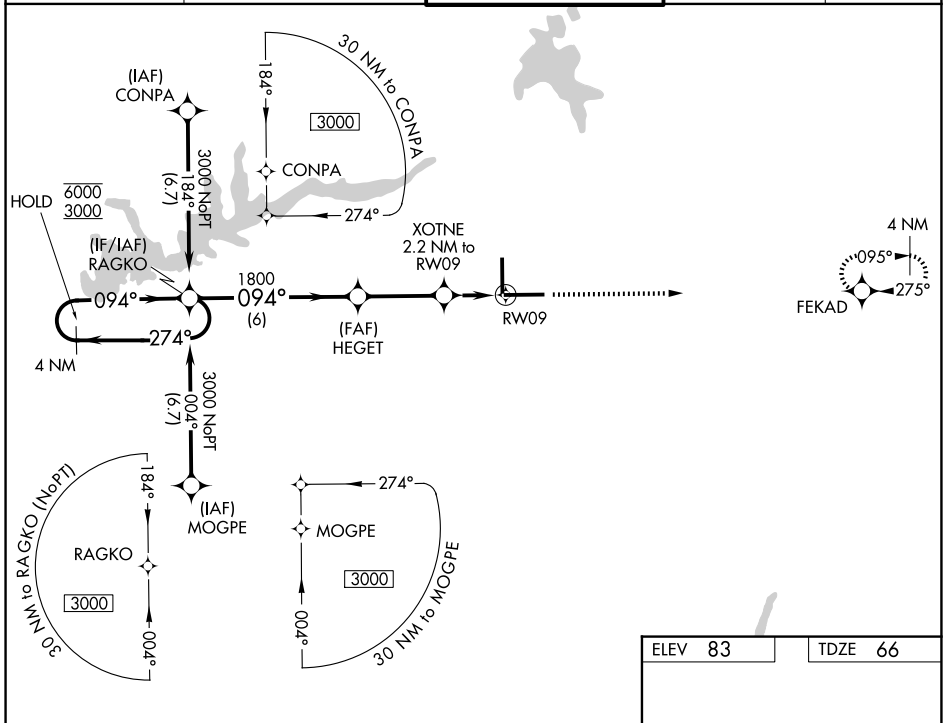 30 NM to CONPA
184°
3000
CONPA
274°
(IAF)
CONPA
3000 NoPT
184°
(6.7)
HOLD
6000
3000
(IF/IAF)
RAGKO
094°
274°
4 NM
1800
094°
(6)
(FAF)
HEGET
XOTNE
2.2 NM to
RW09
RW09
4 NM
095°
275°
FEKAD
3000 NoPT
004°
(6.7)
(IAF)
MOGPE
30 NM to RAGKO (NoPT)
184°
RAGKO
3000
004°
274°
MOGPE
3000
004°
30 NM to MOGPE
ELEV 83
TDZE 66